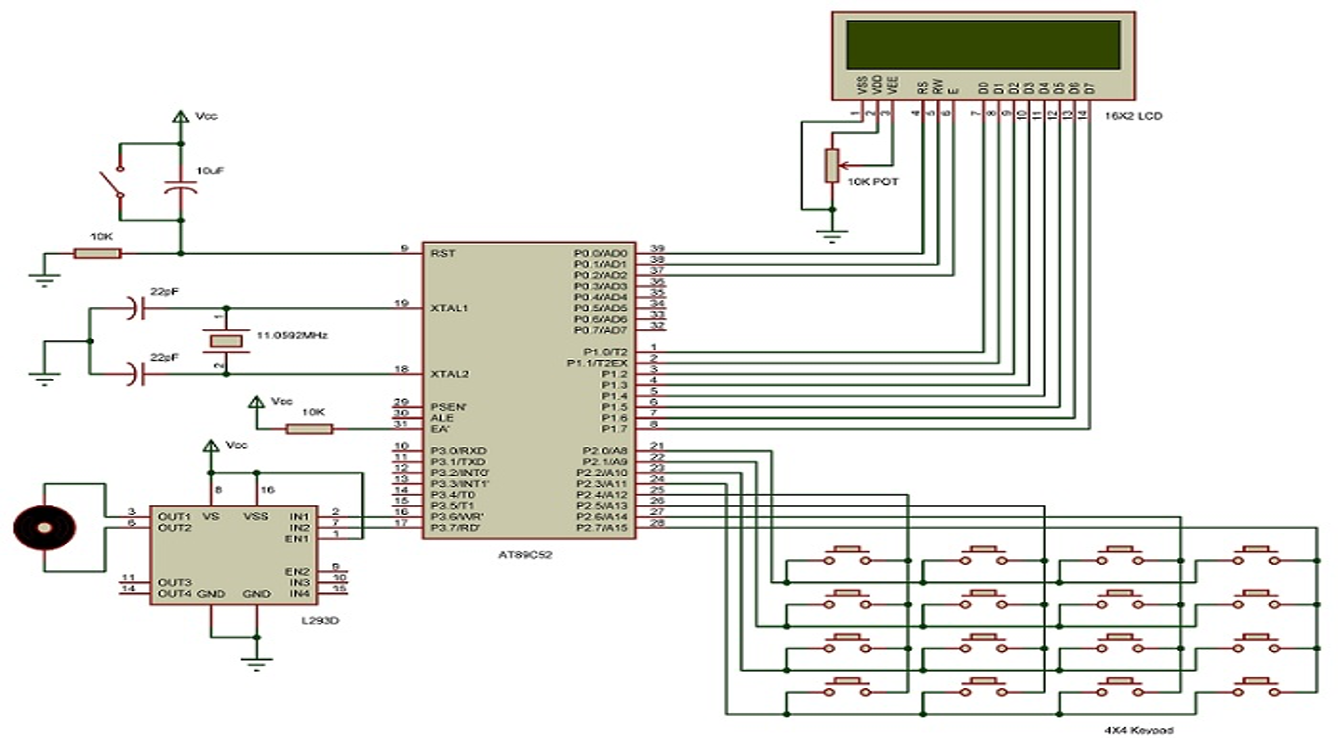 VSS VDD VEE RS RW E D0 D1 D2 D3 D4 D5 D6 D7
1 2 3 4 5 6 7 8 9 10 11 12 13 14
16X2 LCD
10K POT
Vcc
10uF
10K
22pF
1
11.0592MHz
2
22pF
Vcc
10K
Vcc
9 RST
19 XTAL1
18 XTAL2
29 PSEN'
30 ALE
31 EA'
10 P3.0/RXD
11 P3.1/TXD
12 P3.2/INT0'
13 P3.3/INT1'
14 P3.4/T0
15 P3.5/T1
16 P3.6/WR'
17 P3.7/RD'
P0.0/AD0 39
P0.1/AD1 38
P0.2/AD2 37
P0.3/AD3 36
P0.4/AD4 35
P0.5/AD5 34
P0.6/AD6 33
P0.7/AD7 32
P1.0/T2 1
P1.1/T2EX 2
P1.2 3
P1.3 4
P1.4 5
P1.5 6
P1.6 7
P1.7 8
P2.0/A8 21
P2.1/A9 22
P2.2/A10 23
P2.3/A11 24
P2.4/A12 25
P2.5/A13 26
P2.6/A14 27
P2.7/A15 28
AT89C52
8 16
VS VSS
3 OUT1
6 OUT2
11 OUT3
14 OUT4
GND GND
IN1 2
IN2 7
EN1 1
EN2 9
IN3 10
IN4 15
L293D
4X4 Keypad